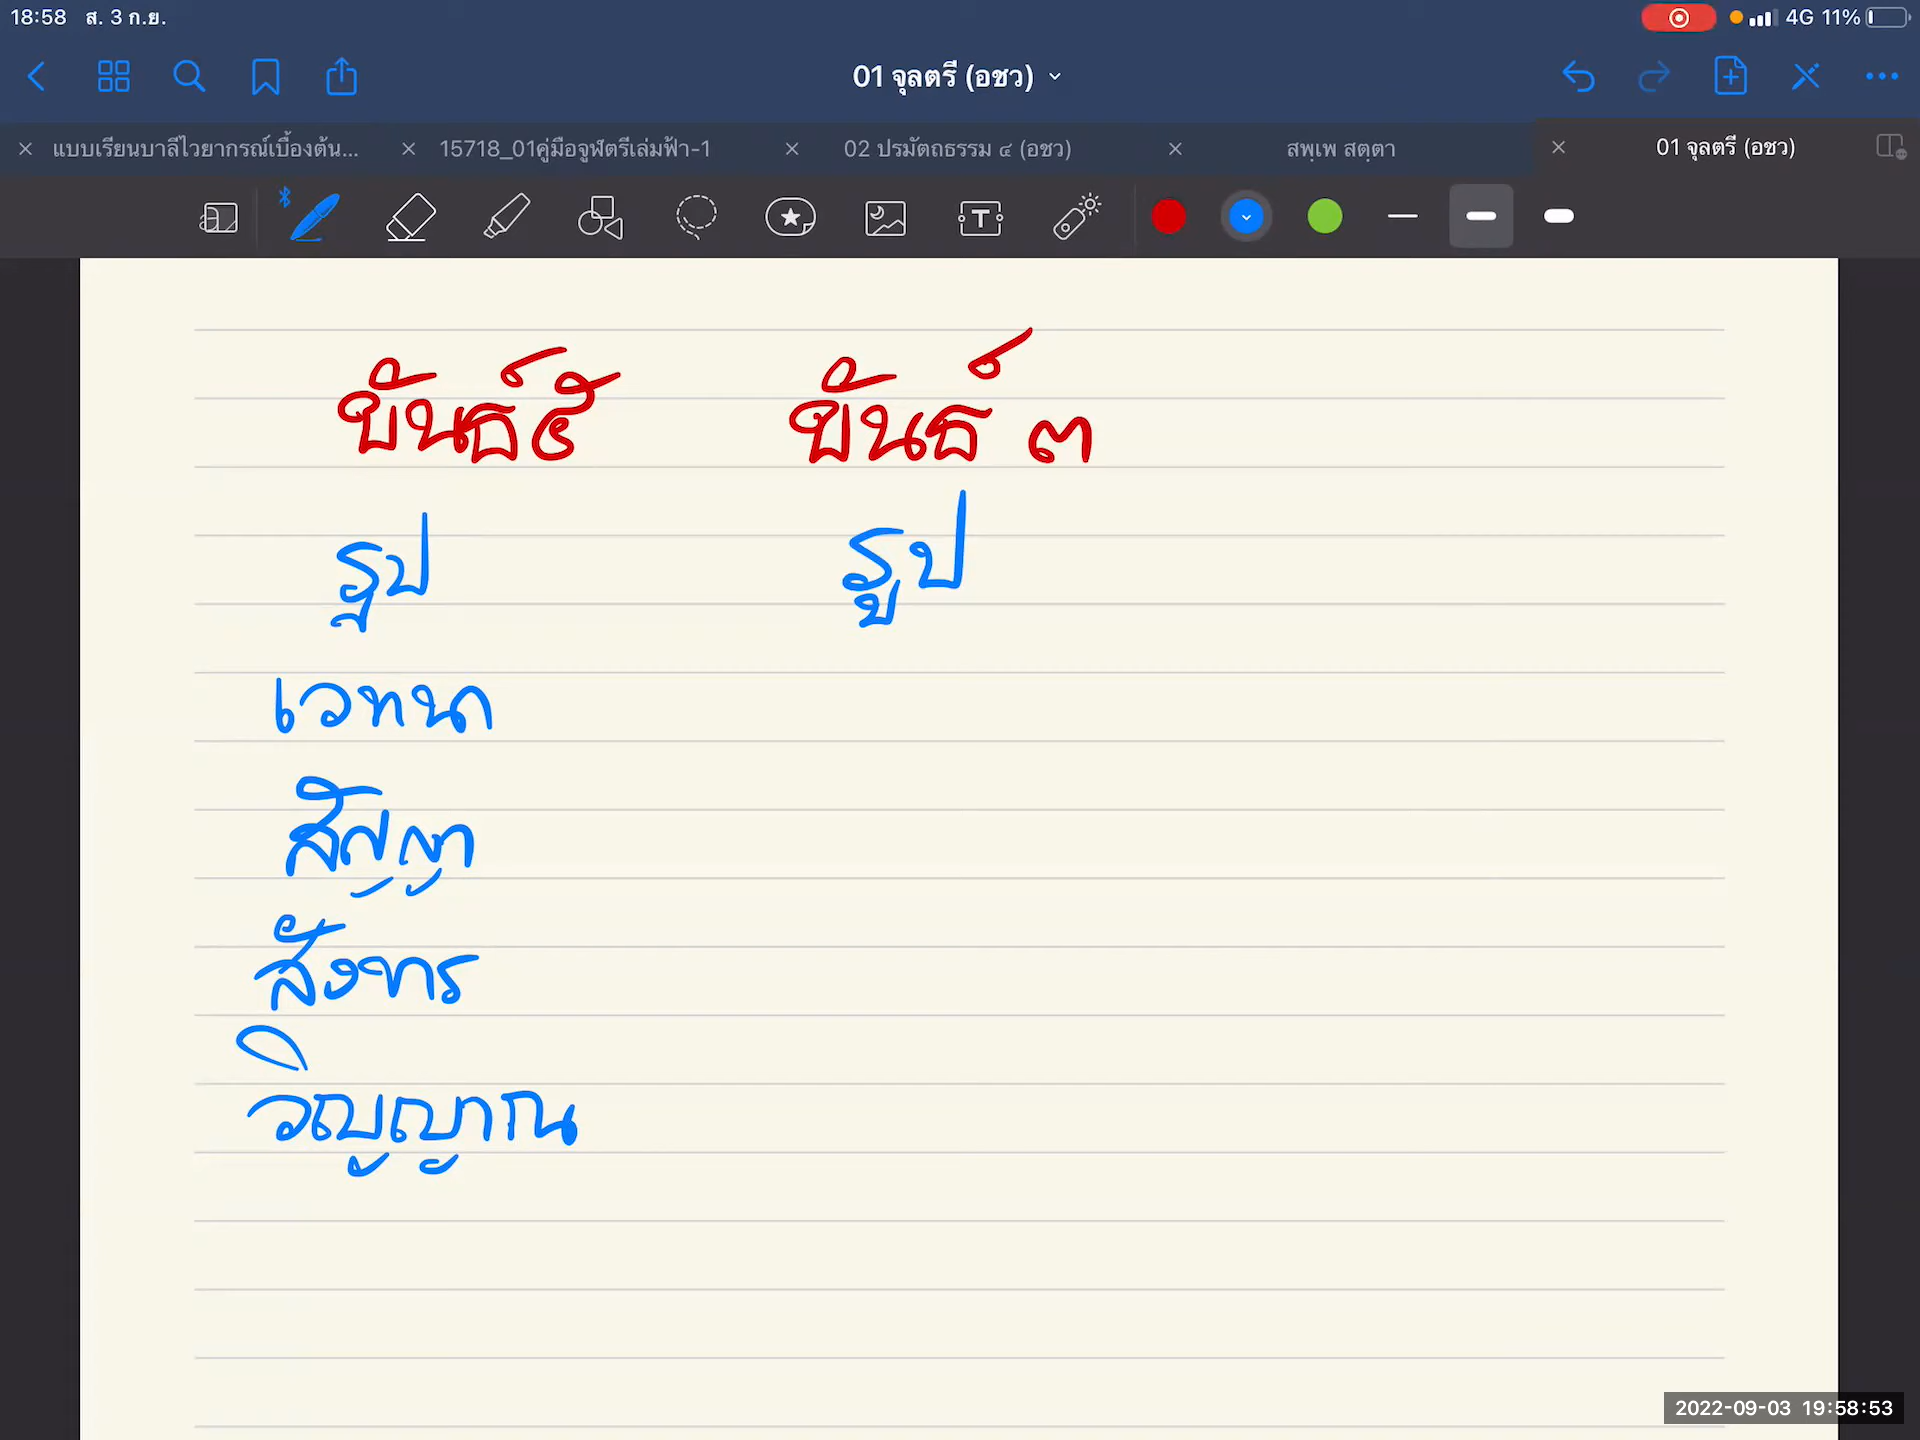 18:58 ส. 3 ก.ย. 4G 11%
01 จุลตรี (อชว)
แบบเรียนบาลีไวยากรณ์เบื้องต้น... 15718_01คู่มือจูฬตรีเล่มฟ้า-1 02 ปรมัตถธรรม ๔ (อชว) สพฺเพ สตฺตา 01 จุลตรี (อชว)
ขันธ์ ๕ ขันธ์ ๓
รูป รูป
เวทนา
สัญญา
สังขาร
วิญญาณ
2022-09-03 19:58:53